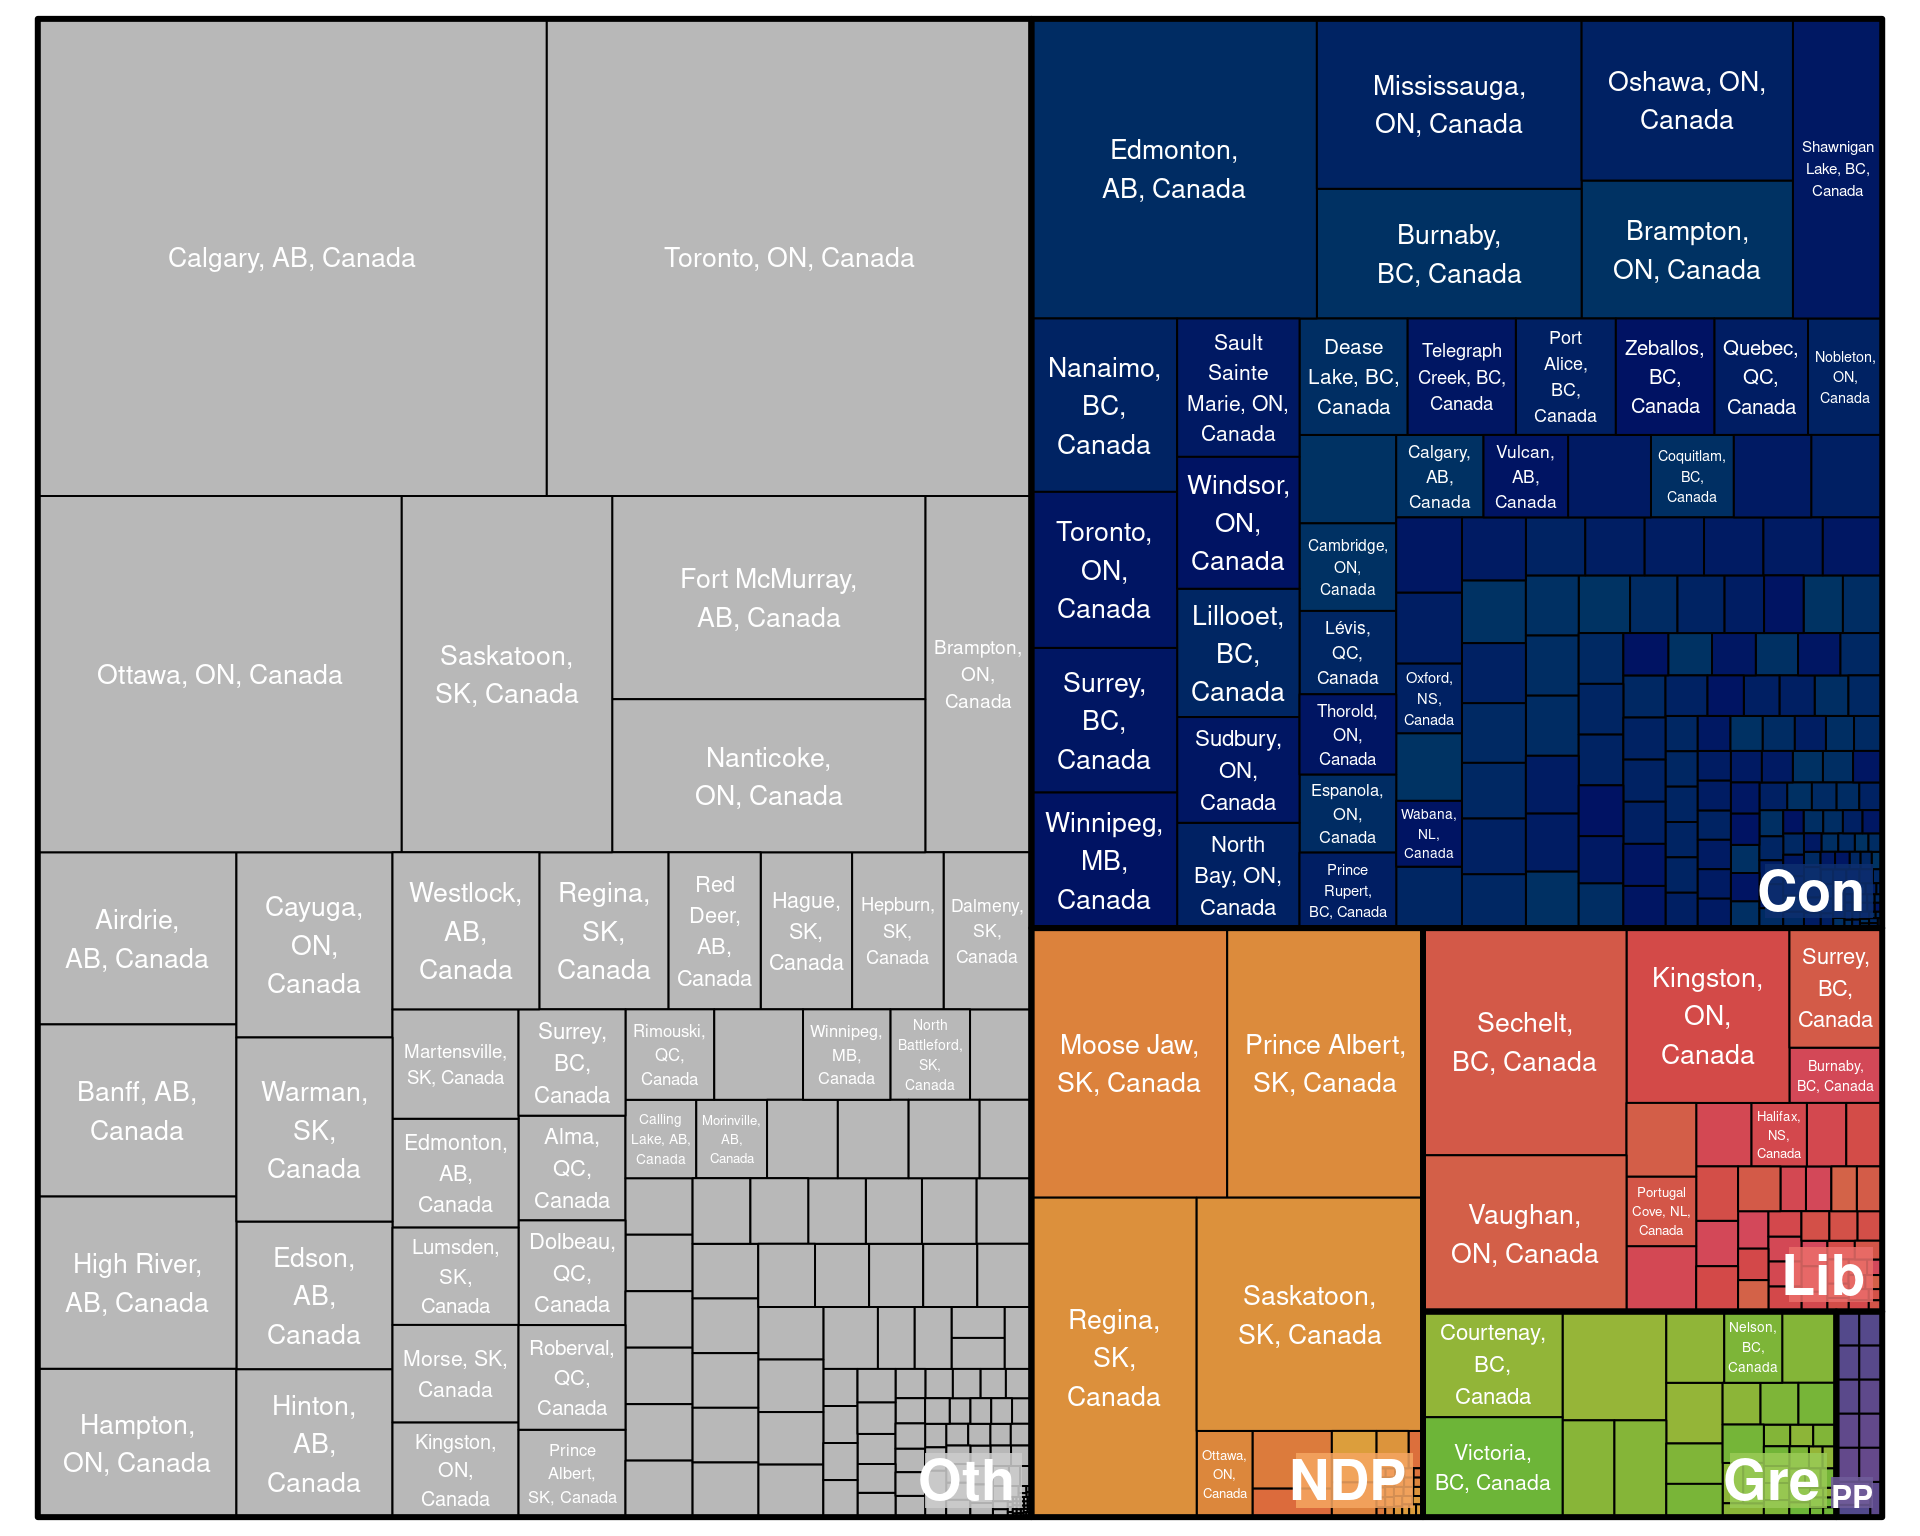 Calgary, AB, Canada
Toronto, ON, Canada
Ottawa, ON, Canada
Saskatoon,
SK, Canada
Fort McMurray,
AB, Canada
Nanticoke,
ON, Canada
Brampton,
ON,
Canada
Airdrie,
AB, Canada
Banff, AB,
Canada
High River,
AB, Canada
Hampton,
ON, Canada
Cayuga,
ON,
Canada
Warman,
SK,
Canada
Edson,
AB,
Canada
Hinton,
AB,
Canada
Westlock,
AB,
Canada
Regina,
SK,
Canada
Red
Deer,
AB,
Canada
Hague,
SK,
Canada
Hepburn,
SK,
Canada
Dalmeny,
SK,
Canada
Martensville,
SK, Canada
Edmonton,
AB,
Canada
Lumsden,
SK,
Canada
Morse, SK,
Canada
Kingston,
ON,
Canada
Surrey,
BC,
Canada
Alma,
QC,
Canada
Dolbeau,
QC,
Canada
Roberval,
QC,
Canada
Prince
Albert,
SK, Canada
Rimouski,
QC,
Canada
Winnipeg,
MB,
Canada
North
Battleford,
SK,
Canada
Calling
Lake, AB,
Canada
Morinville,
AB,
Canada
Oth
Edmonton,
AB, Canada
Mississauga,
ON, Canada
Burnaby,
BC, Canada
Oshawa, ON,
Canada
Brampton,
ON, Canada
Shawnigan
Lake, BC,
Canada
Nanaimo,
BC,
Canada
Toronto,
ON,
Canada
Surrey,
BC,
Canada
Winnipeg,
MB,
Canada
Sault
Sainte
Marie, ON,
Canada
Windsor,
ON,
Canada
Lillooet,
BC,
Canada
Sudbury,
ON,
Canada
North
Bay, ON,
Canada
Dease
Lake, BC,
Canada
Telegraph
Creek, BC,
Canada
Port
Alice,
BC,
Canada
Zeballos,
BC,
Canada
Quebec,
QC,
Canada
Nobleton,
ON,
Canada
Cambridge,
ON,
Canada
Lévis,
QC,
Canada
Thorold,
ON,
Canada
Espanola,
ON,
Canada
Prince
Rupert,
BC, Canada
Calgary,
AB,
Canada
Vulcan,
AB,
Canada
Coquitlam,
BC,
Canada
Oxford,
NS,
Canada
Wabana,
NL,
Canada
Con
Moose Jaw,
SK, Canada
Prince Albert,
SK, Canada
Regina,
SK,
Canada
Saskatoon,
SK, Canada
Ottawa,
ON,
Canada
NDP
Sechelt,
BC, Canada
Vaughan,
ON, Canada
Kingston,
ON,
Canada
Surrey,
BC,
Canada
Burnaby,
BC, Canada
Halifax,
NS,
Canada
Portugal
Cove, NL,
Canada
Lib
Courtenay,
BC,
Canada
Victoria,
BC, Canada
Nelson,
BC,
Canada
Gre
PP